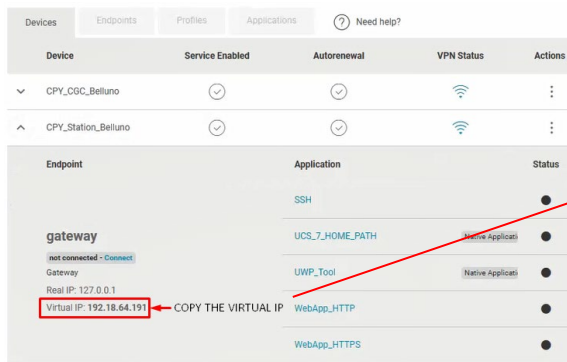 Devices Endpoints Profiles Applications ? Need help?
Device Service Enabled Autorenewal VPN Status Actions
CPY_CGC_Belluno
CPY_Station_Belluno
Endpoint Application Status
SSH
gateway UCS_7_HOME_PATH Native Applicati
not connected - Connect
Gateway UWP_Tool Native Applicati
Real IP: 127.0.0.1
Virtual IP: 192.18.64.191 COPY THE VIRTUAL IP WebApp_HTTP
WebApp_HTTPS